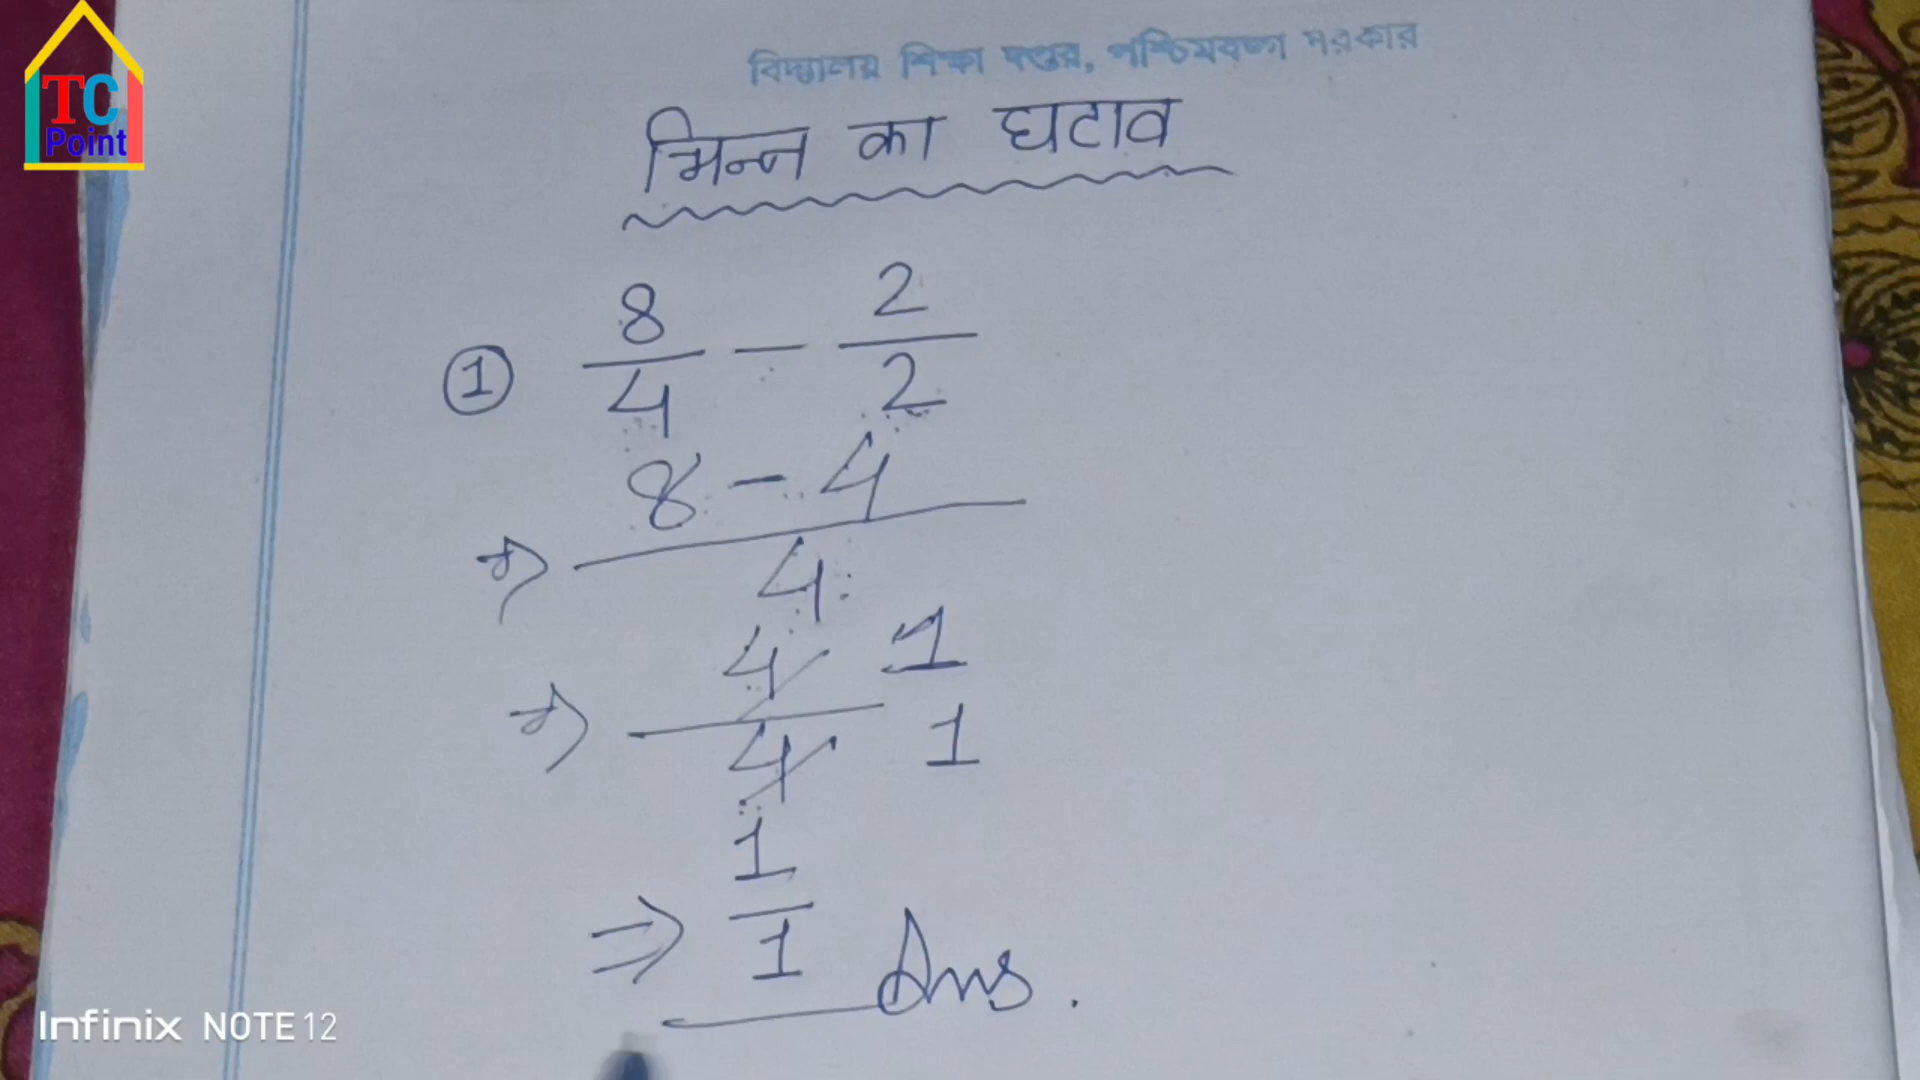 TC
Point
বিদ্যালয় শিক্ষা দপ্তর, পশ্চিমবঙ্গ সরকার
भिन्न का घटाव
① 8/4 - 2/2
⇒ 8 - 4 / 4
⇒ 4/4 1/1
⇒ 1/1 Ans.
Infinix NOTE 12